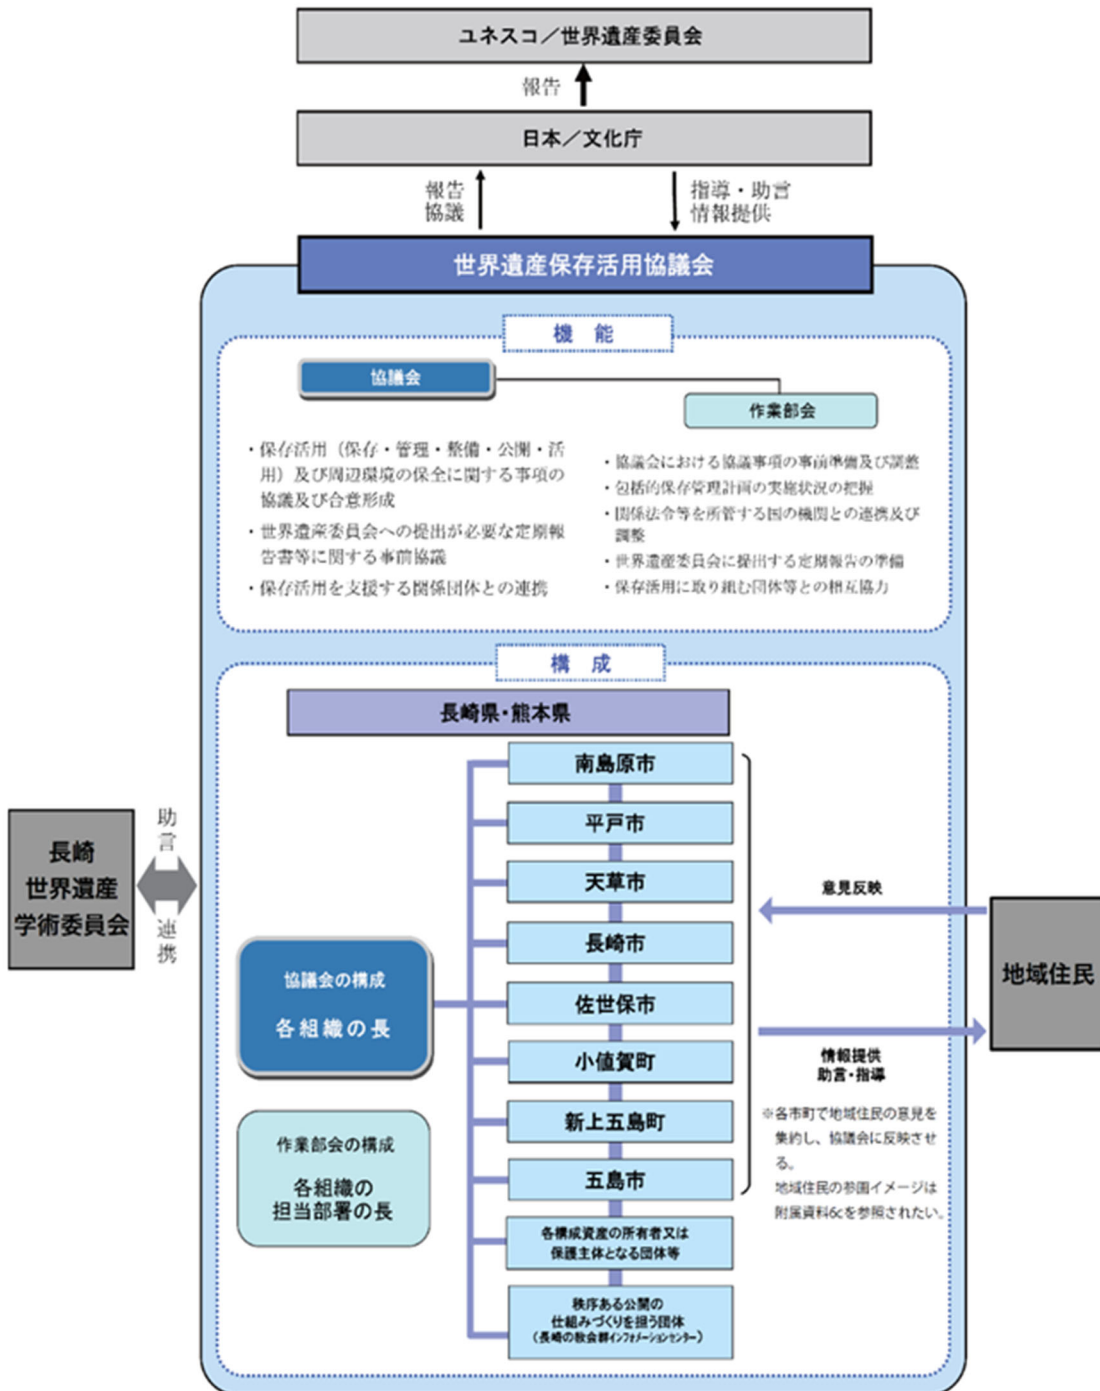 ユネスコ／世界遺産委員会
報告
日本／文化庁
報告
協議
指導・助言
情報提供
世界遺産保存活用協議会
機 能
協議会
作業部会
・保存活用（保存・管理・整備・公開・活
用）及び周辺環境の保全に関する事項の
協議及び合意形成
・世界遺産委員会への提出が必要な定期報
告書等に関する事前協議
・保存活用を支援する関係団体との連携
・協議会における協議事項の事前準備及び調整
・包括的保存管理計画の実施状況の把握
・関係法令等を所管する国の機関との連携及び
調整
・世界遺産委員会に提出する定期報告の準備
・保存活用に取り組む団体等との相互協力
構 成
長崎県・熊本県
南島原市
平戸市
天草市
長崎市
佐世保市
小値賀町
新上五島町
五島市
各構成資産の所有者又は
保護主体となる団体等
秩序ある公開の
仕組みづくりを担う団体
（長崎の教会群インフォメーションセンター）
協議会の構成
各組織の長
作業部会の構成
各組織の
担当部署の長
長崎
世界遺産
学術委員会
助言
連携
意見反映
地域住民
情報提供
助言・指導
※各市町で地域住民の意見を
集約し、協議会に反映させ
る。
地域住民の参画イメージは
附属資料6cを参照されたい。